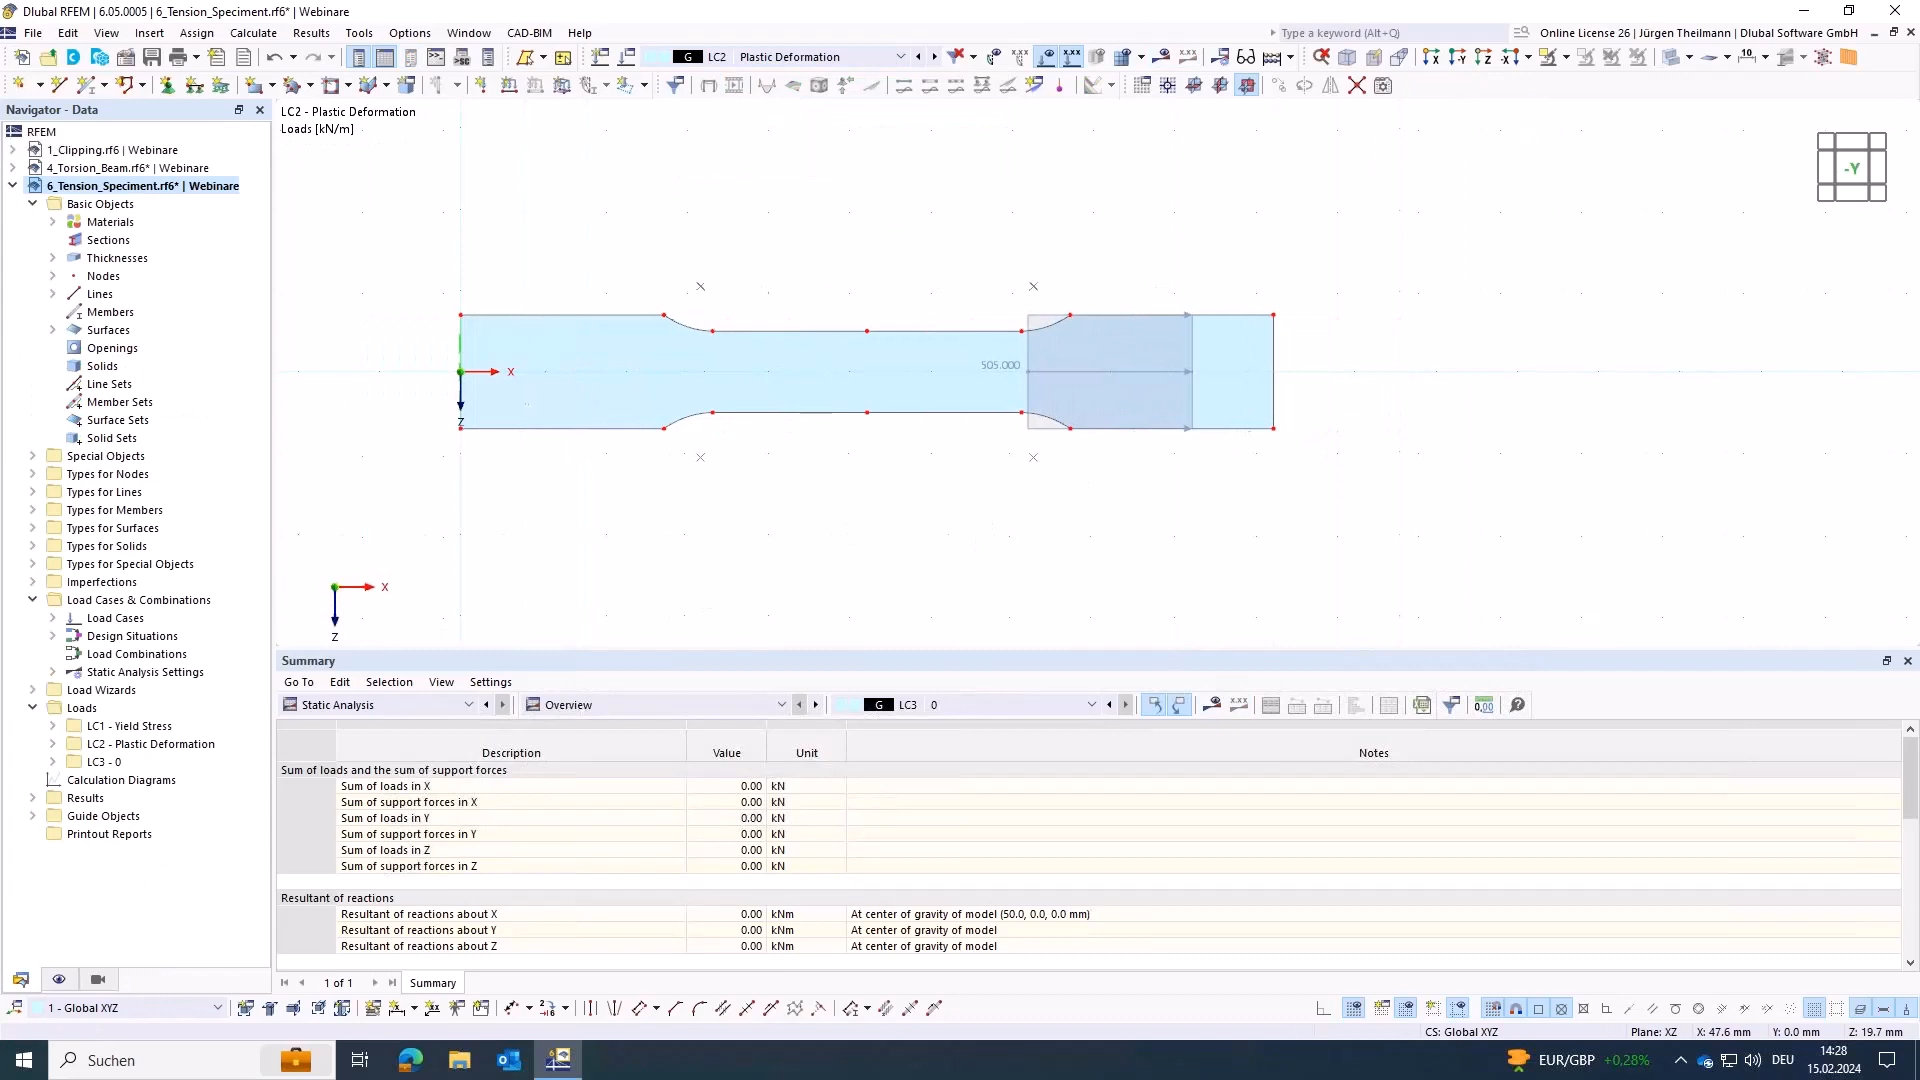 Dlubal RFEM | 6.05.0005 | 6_Tension_Speciment.rf6* | Webinare
File Edit View Insert Assign Calculate Results Tools Options Window CAD-BIM Help
Type a keyword (Alt+Q)
Online License 26 | Jürgen Theilmann | Dlubal Software GmbH
G LC2 Plastic Deformation
Navigator - Data
RFEM
1_Clipping.rf6 | Webinare
4_Torsion_Beam.rf6* | Webinare
6_Tension_Speciment.rf6* | Webinare
Basic Objects
Materials
Sections
Thicknesses
Nodes
Lines
Members
Surfaces
Openings
Solids
Line Sets
Member Sets
Surface Sets
Solid Sets
Special Objects
Types for Nodes
Types for Lines
Types for Members
Types for Surfaces
Types for Solids
Types for Special Objects
Imperfections
Load Cases & Combinations
Load Cases
Design Situations
Load Combinations
Static Analysis Settings
Load Wizards
Loads
LC1 - Yield Stress
LC2 - Plastic Deformation
LC3 - 0
Calculation Diagrams
Results
Guide Objects
Printout Reports
LC2 - Plastic Deformation
Loads [kN/m]
-Y
505.000
X
Z
X
Z
Summary
Go To Edit Selection View Settings
Static Analysis Overview G LC3 0
Description Value Unit Notes
Sum of loads and the sum of support forces
Sum of loads in X 0.00 kN
Sum of support forces in X 0.00 kN
Sum of loads in Y 0.00 kN
Sum of support forces in Y 0.00 kN
Sum of loads in Z 0.00 kN
Sum of support forces in Z 0.00 kN
Resultant of reactions
Resultant of reactions about X 0.00 kNm At center of gravity of model (50.0, 0.0, 0.0 mm)
Resultant of reactions about Y 0.00 kNm At center of gravity of model
Resultant of reactions about Z 0.00 kNm At center of gravity of model
1 of 1 Summary
1 - Global XYZ
CS: Global XYZ Plane: XZ X: 47.6 mm Y: 0.0 mm Z: 19.7 mm
Suchen
EUR/GBP +0,28% DEU 14:28
15.02.2024